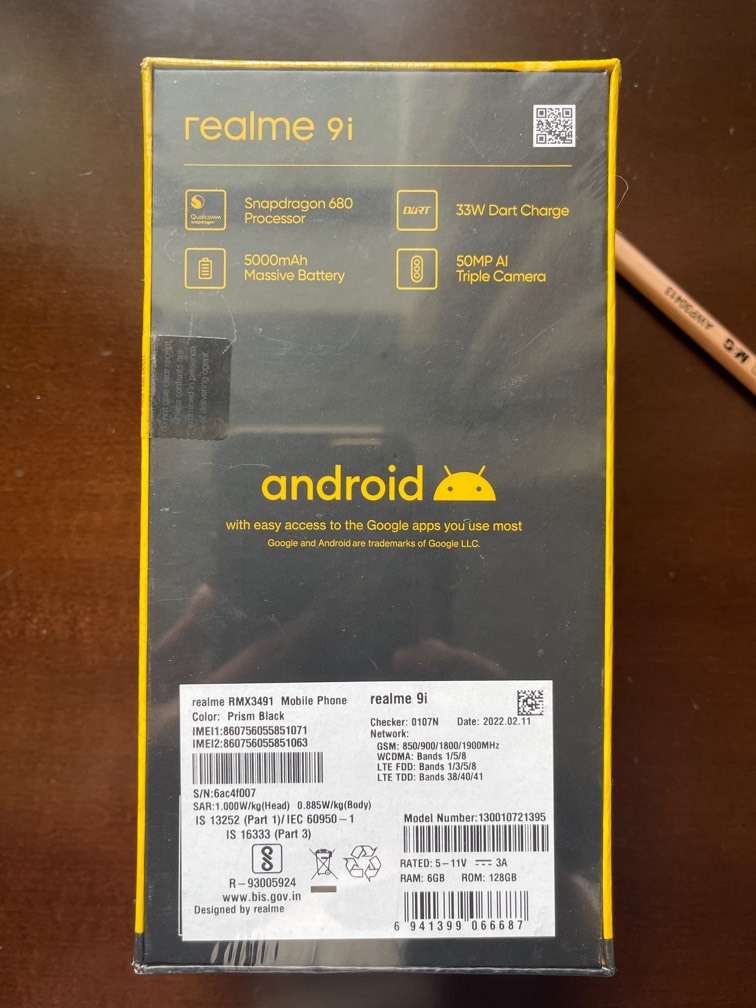 realme 9i
Qualcomm
snapdragon
Snapdragon 680
Processor
DART
33W Dart Charge
5000mAh
Massive Battery
50MP AI
Triple Camera
android
with easy access to the Google apps you use most
Google and Android are trademarks of Google LLC.
realme RMX3491 Mobile Phone
Color: Prism Black
IMEI1:860756055851071
IMEI2:860756055851063
S/N:6ac4f007
SAR:1.000W/kg(Head) 0.885W/kg(Body)
IS 13252 (Part 1)/IEC 60950-1
IS 16333 (Part 3)
R-93005924
www.bis.gov.in
Designed by realme
realme 9i
Checker: 0107N Date: 2022.02.11
Network:
GSM: 850/900/1800/1900MHz
WCDMA: Bands 1/5/8
LTE FDD: Bands 1/3/5/8
LTE TDD: Bands 38/40/41
Model Number:130010721395
RATED: 5-11V 3A
RAM: 6GB ROM: 128GB
6 941399 066687